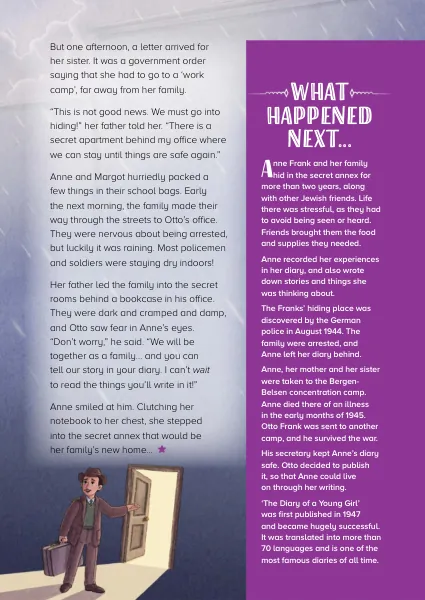 But one afternoon, a letter arrived for
her sister. It was a government order
saying that she had to go to a ‘work
camp’, far away from her family.
“This is not good news. We must go into
hiding!” her father told her. “There is a
secret apartment behind my office where
we can stay until things are safe again.”
Anne and Margot hurriedly packed a
few things in their school bags. Early
the next morning, the family made their
way through the streets to Otto’s office.
They were nervous about being arrested,
but luckily it was raining. Most policemen
and soldiers were staying dry indoors!
Her father led the family into the secret
rooms behind a bookcase in his office.
They were dark and cramped and damp,
and Otto saw fear in Anne’s eyes.
“Don’t worry,” he said. “We will be
together as a family... and you can
tell our story in your diary. I can’t wait
to read the things you’ll write in it!”
Anne smiled at him. Clutching her
notebook to her chest, she stepped
into the secret annex that would be
her family’s new home...
WHAT
HAPPENED
NEXT...
Anne Frank and her family
hid in the secret annex for
more than two years, along
with other Jewish friends. Life
there was stressful, as they had
to avoid being seen or heard.
Friends brought them the food
and supplies they needed.
Anne recorded her experiences
in her diary, and also wrote
down stories and things she
was thinking about.
The Franks’ hiding place was
discovered by the German
police in August 1944. The
family were arrested, and
Anne left her diary behind.
Anne, her mother and her sister
were taken to the Bergen-
Belsen concentration camp.
Anne died there of an illness
in the early months of 1945.
Otto Frank was sent to another
camp, and he survived the war.
His secretary kept Anne’s diary
safe. Otto decided to publish
it, so that Anne could live
on through her writing.
‘The Diary of a Young Girl’
was first published in 1947
and became hugely successful.
It was translated into more than
70 languages and is one of the
most famous diaries of all time.